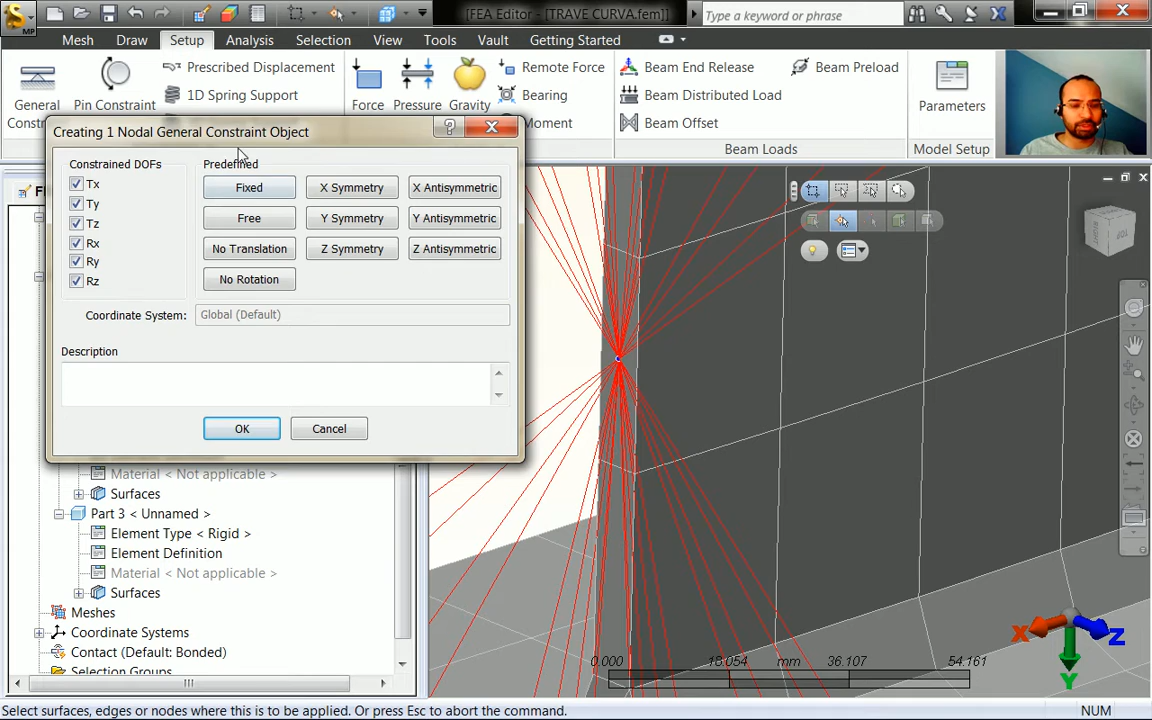 [FEA Editor - [TRAVE CURVA.fem]]
Type a keyword or phrase
MP
Mesh Draw Setup Analysis Selection View Tools Vault Getting Started
Prescribed Displacement
1D Spring Support
General
Constr
Pin Constraint
Force
Pressure
Gravity
Remote Force
Bearing
Moment
Beam End Release
Beam Distributed Load
Beam Offset
Beam Preload
Parameters
Beam Loads
Model Setup
Creating 1 Nodal General Constraint Object
Constrained DOFs
Tx
Ty
Tz
Rx
Ry
Rz
Predefined
Fixed X Symmetry X Antisymmetric
Free Y Symmetry Y Antisymmetric
No Translation Z Symmetry Z Antisymmetric
No Rotation
Coordinate System: Global (Default)
Description
OK Cancel
Material < Not applicable >
Surfaces
Part 3 < Unnamed >
Element Type < Rigid >
Element Definition
Material < Not applicable >
Surfaces
Meshes
Coordinate Systems
Contact (Default: Bonded)
Selection Groups
RIGHT
TOP
X
Z
Y
0.000 18.054 mm 36.107 54.161
Select surfaces, edges or nodes where this is to be applied. Or press Esc to abort the command.
NUM